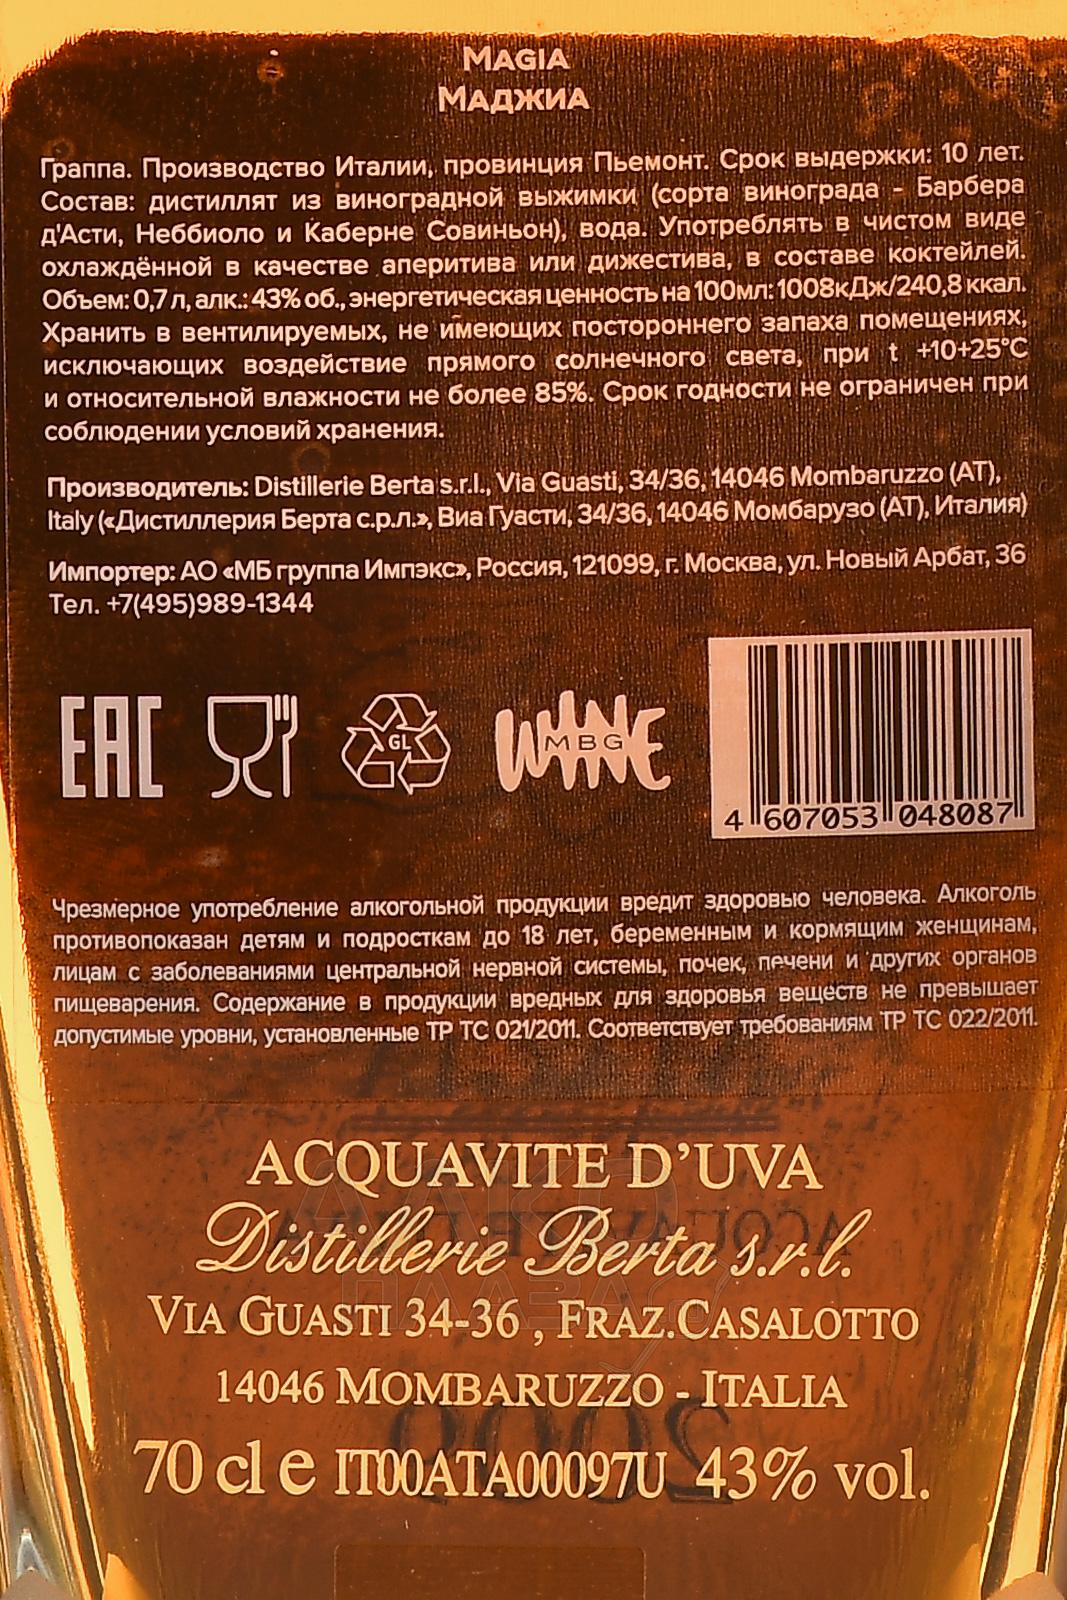 MAGIA
МАДЖИА
Граппа. Производство Италии, провинция Пьемонт. Срок выдержки: 10 лет.
Состав: дистиллят из виноградной выжимки (сорта винограда - Барбера
д'Асти, Неббиоло и Каберне Совиньон), вода. Употреблять в чистом виде
охлаждённой в качестве аперитива или дижестива, в составе коктейлей.
Объем: 0,7 л, алк.: 43% об., энергетическая ценность на 100мл: 1008кДж/240,8 ккал.
Хранить в вентилируемых, не имеющих постороннего запаха помещениях,
исключающих воздействие прямого солнечного света, при t +10+25°С
и относительной влажности не более 85%. Срок годности не ограничен при
соблюдении условий хранения.
Производитель: Distillerie Berta s.r.l., Via Guasti, 34/36, 14046 Mombaruzzo (AT),
Italy («Дистиллерия Берта с.р.л.», Виа Гуасти, 34/36, 14046 Момбарузо (АТ), Италия)
Импортер: АО «МБ группа Импэкс», Россия, 121099, г. Москва, ул. Новый Арбат, 36
Тел. +7(495)989-1344
EAC
GL
WINE
MBG
4 607053 048087
Чрезмерное употребление алкогольной продукции вредит здоровью человека. Алкоголь
противопоказан детям и подросткам до 18 лет, беременным и кормящим женщинам,
лицам с заболеваниями центральной нервной системы, почек, печени и других органов
пищеварения. Содержание в продукции вредных для здоровья веществ не превышает
допустимые уровни, установленные ТР ТС 021/2011. Соответствует требованиям ТР ТС 022/2011.
ACQUAVITE D'UVA
Distillerie Berta s.r.l.
VIA GUASTI 34-36 , FRAZ.CASALOTTO
14046 MOMBARUZZO - ITALIA
70 cl e IT00ATA00097U 43% vol.